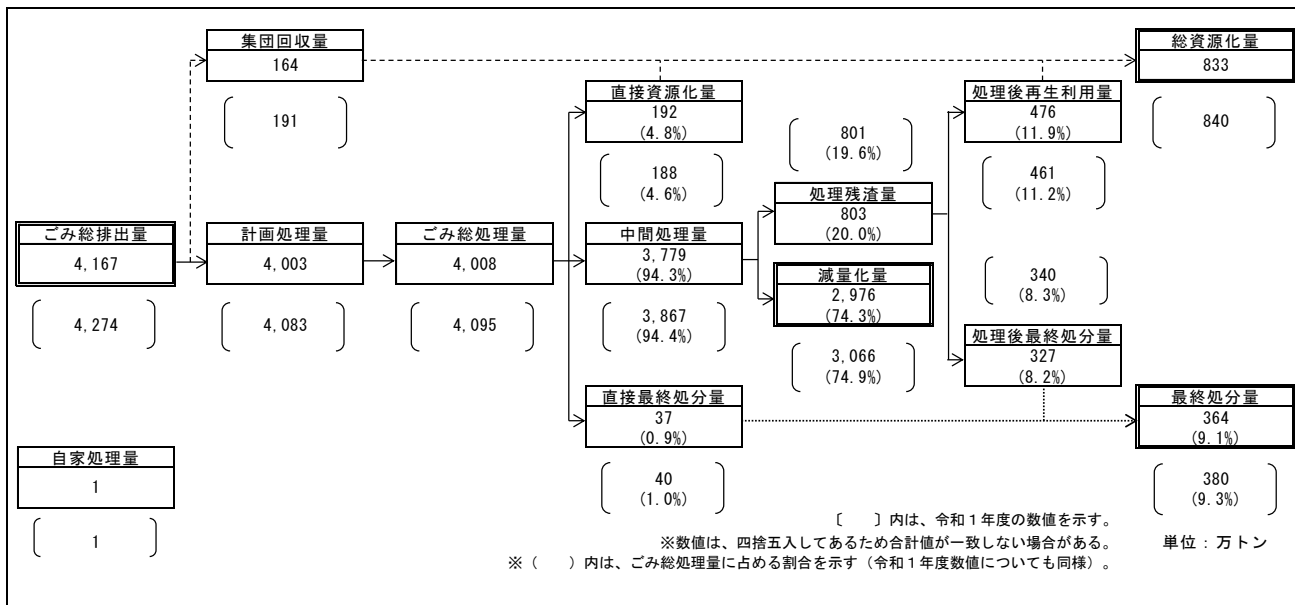 集団回収量
164
191
総資源化量
833
840
直接資源化量
192
(4.8%)
188
(4.6%)
801
(19.6%)
処理後再生利用量
476
(11.9%)
461
(11.2%)
ごみ総排出量
4,167
4,274
計画処理量
4,003
4,083
ごみ総処理量
4,008
4,095
中間処理量
3,779
(94.3%)
3,867
(94.4%)
処理残渣量
803
(20.0%)
減量化量
2,976
(74.3%)
3,066
(74.9%)
340
(8.3%)
処理後最終処分量
327
(8.2%)
直接最終処分量
37
(0.9%)
40
(1.0%)
最終処分量
364
(9.1%)
380
(9.3%)
自家処理量
1
1
〔 〕内は、令和1年度の数値を示す。
※数値は、四捨五入してあるため合計値が一致しない場合がある。
単位:万トン
※( )内は、ごみ総処理量に占める割合を示す(令和1年度数値についても同様)。